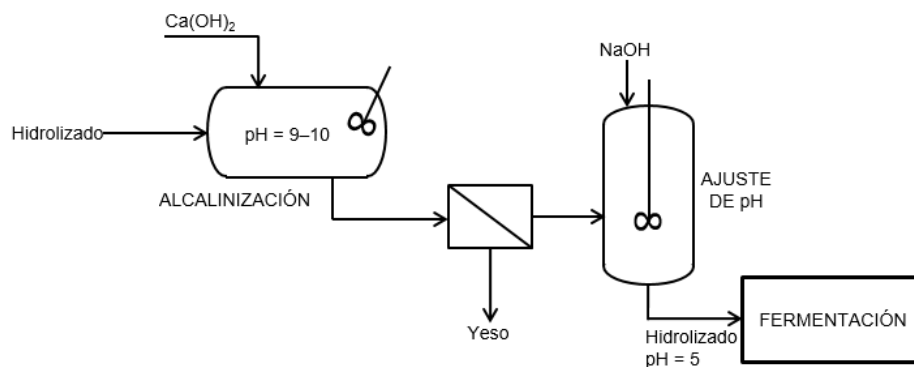 Ca(OH)₂
Hidrolizado
pH = 9–10
ALCALINIZACIÓN
Yeso
NaOH
AJUSTE
DE pH
Hidrolizado
pH = 5
FERMENTACIÓN